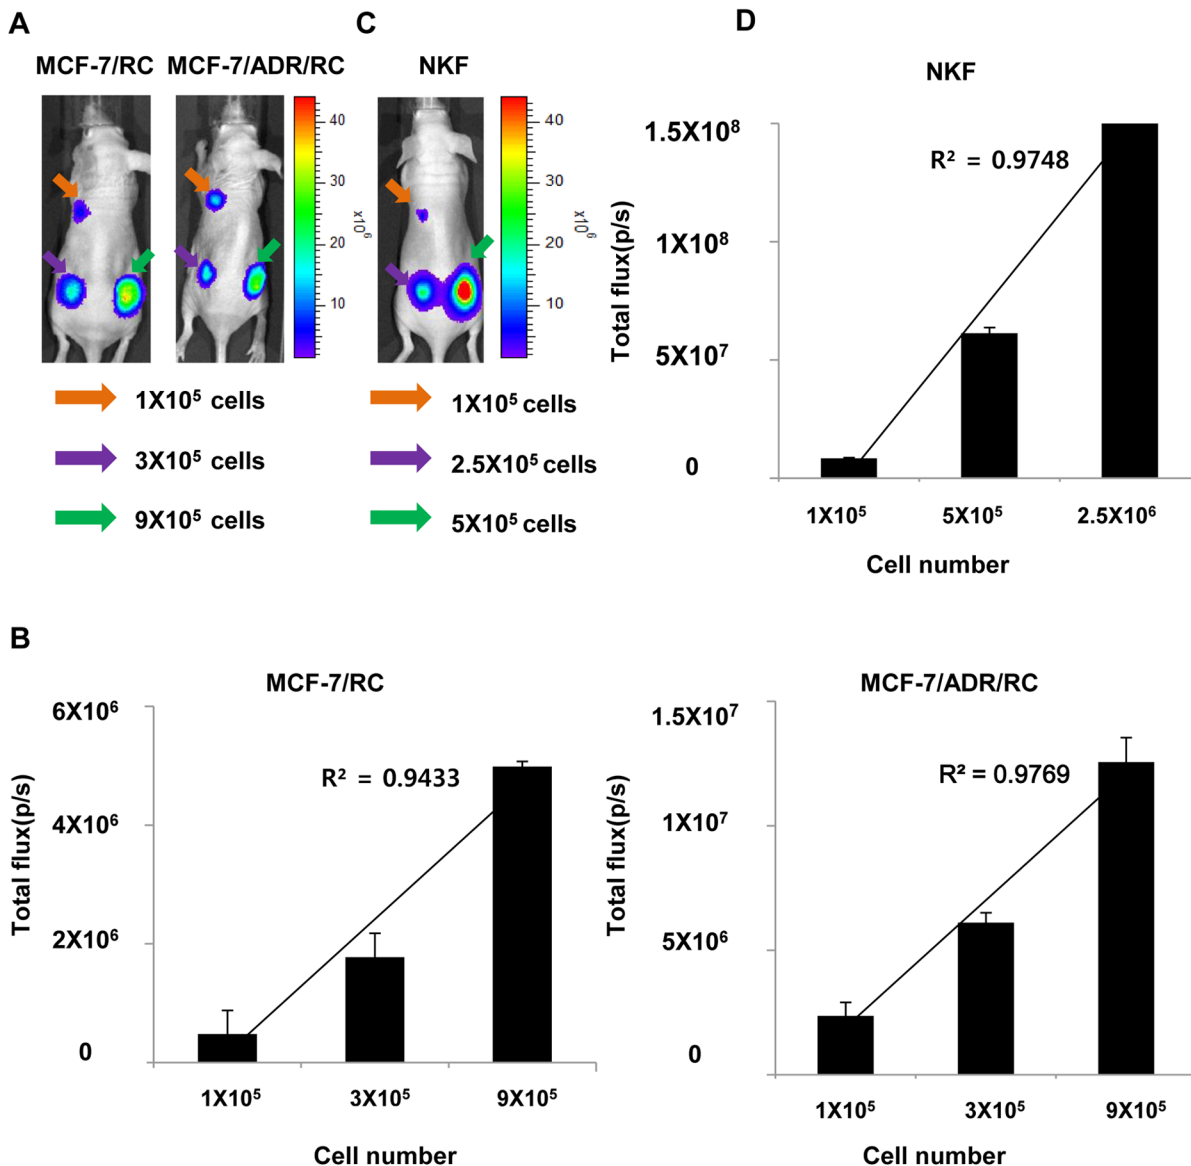 A
C
D
MCF-7/RC
MCF-7/ADR/RC
NKF
40
30
20
10
x10⁶
40
30
20
10
x10⁶
1X10⁵ cells
3X10⁵ cells
9X10⁵ cells
1X10⁵ cells
2.5X10⁵ cells
5X10⁵ cells
NKF
Total flux(p/s)
1.5X10⁸
1X10⁸
5X10⁷
0
R² = 0.9748
1X10⁵
5X10⁵
2.5X10⁶
Cell number
B
MCF-7/RC
Total flux(p/s)
6X10⁶
4X10⁶
2X10⁶
0
R² = 0.9433
1X10⁵
3X10⁵
9X10⁵
Cell number
MCF-7/ADR/RC
Total flux(p/s)
1.5X10⁷
1X10⁷
5X10⁶
0
R² = 0.9769
1X10⁵
3X10⁵
9X10⁵
Cell number